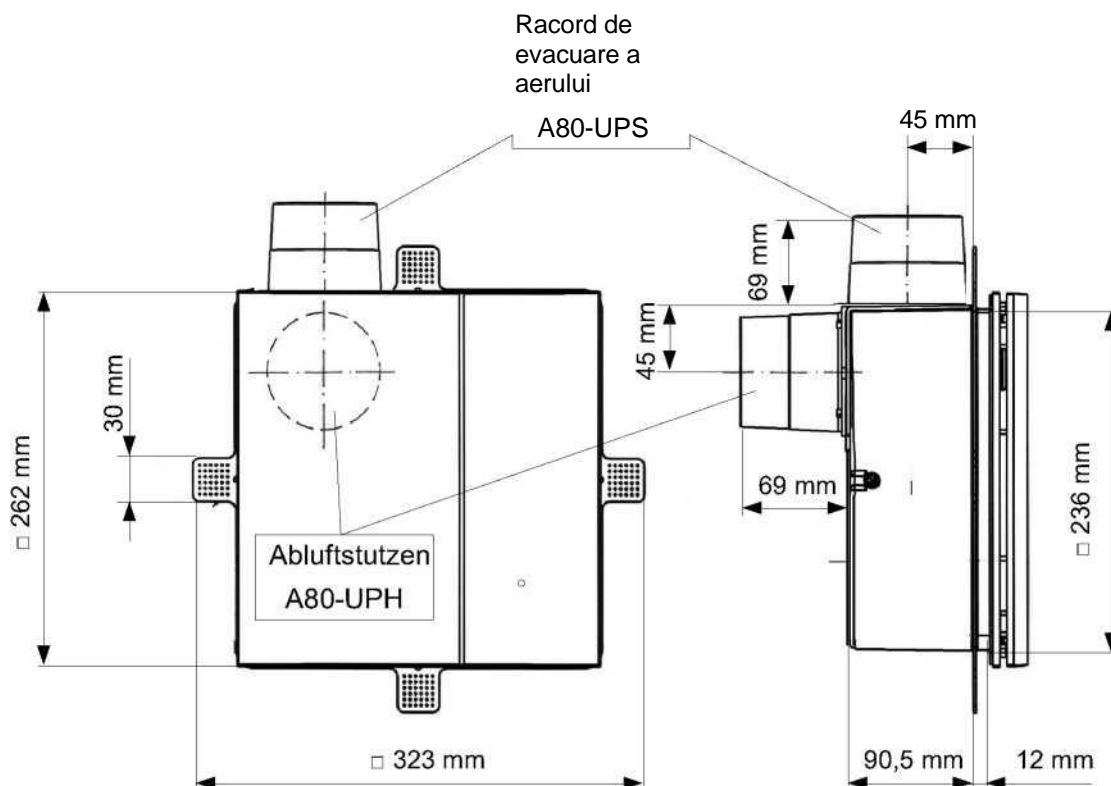 Racord de
evacuare a
aerului
A80-UPS
45 mm
69 mm
45 mm
30 mm
□ 262 mm
69 mm
□ 236 mm
Abluftstutzen
A80-UPH
□ 323 mm
90,5 mm
12 mm